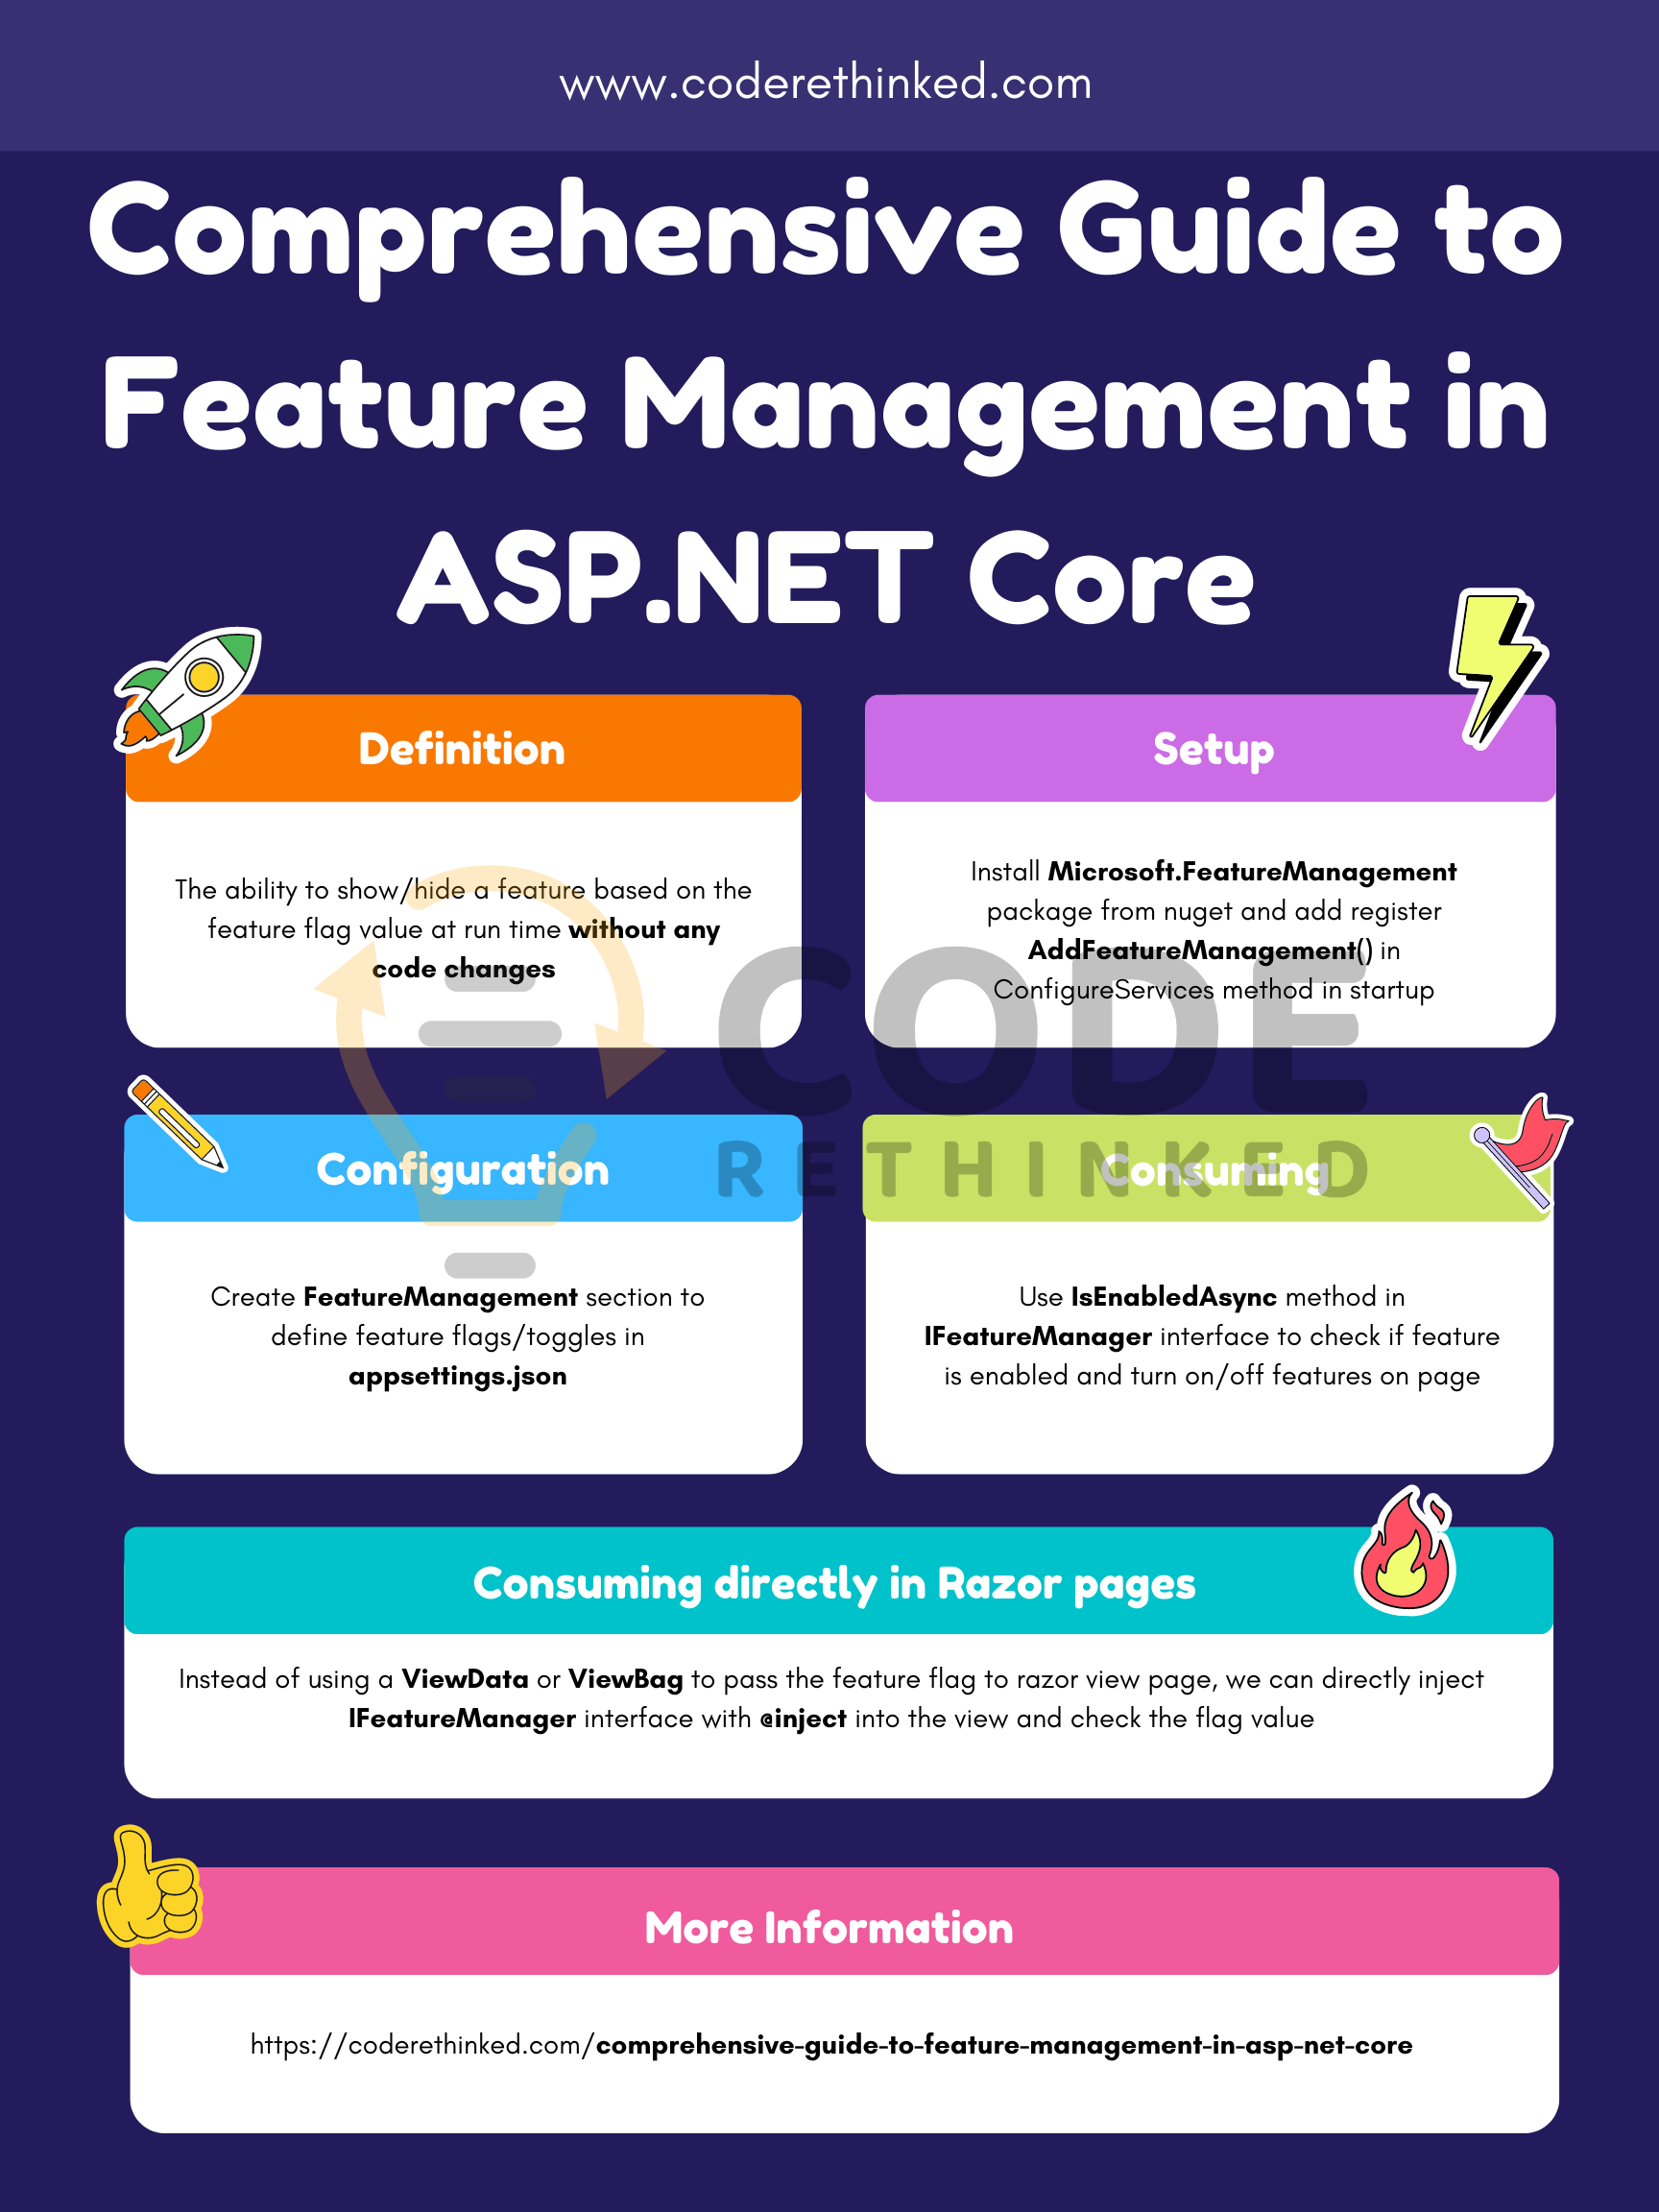 www.coderethinked.com
Comprehensive Guide to
Feature Management in
ASP.NET Core
Definition
The ability to show/hide a feature based on the
feature flag value at run time without any
code changes
Setup
Install Microsoft.FeatureManagement
package from nuget and add register
AddFeatureManagement() in
ConfigureServices method in startup
CODE
RETHINKED
Configuration
Create FeatureManagement section to
define feature flags/toggles in
appsettings.json
Consuming
Use IsEnabledAsync method in
IFeatureManager interface to check if feature
is enabled and turn on/off features on page
Consuming directly in Razor pages
Instead of using a ViewData or ViewBag to pass the feature flag to razor view page, we can directly inject
IFeatureManager interface with @inject into the view and check the flag value
More Information
https://coderethinked.com/comprehensive-guide-to-feature-management-in-asp-net-core